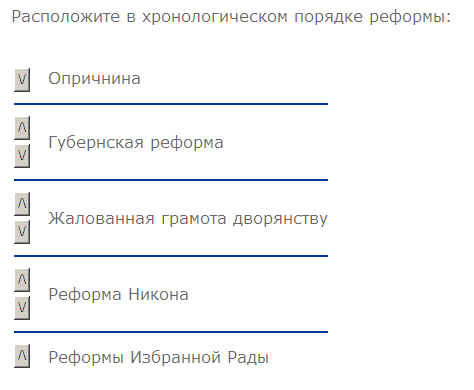 Расположите в хронологическом порядке реформы:
\/
Опричнина
/\
\/
Губернская реформа
/\
\/
Жалованная грамота дворянству
/\
\/
Реформа Никона
/\
Реформы Избранной Рады